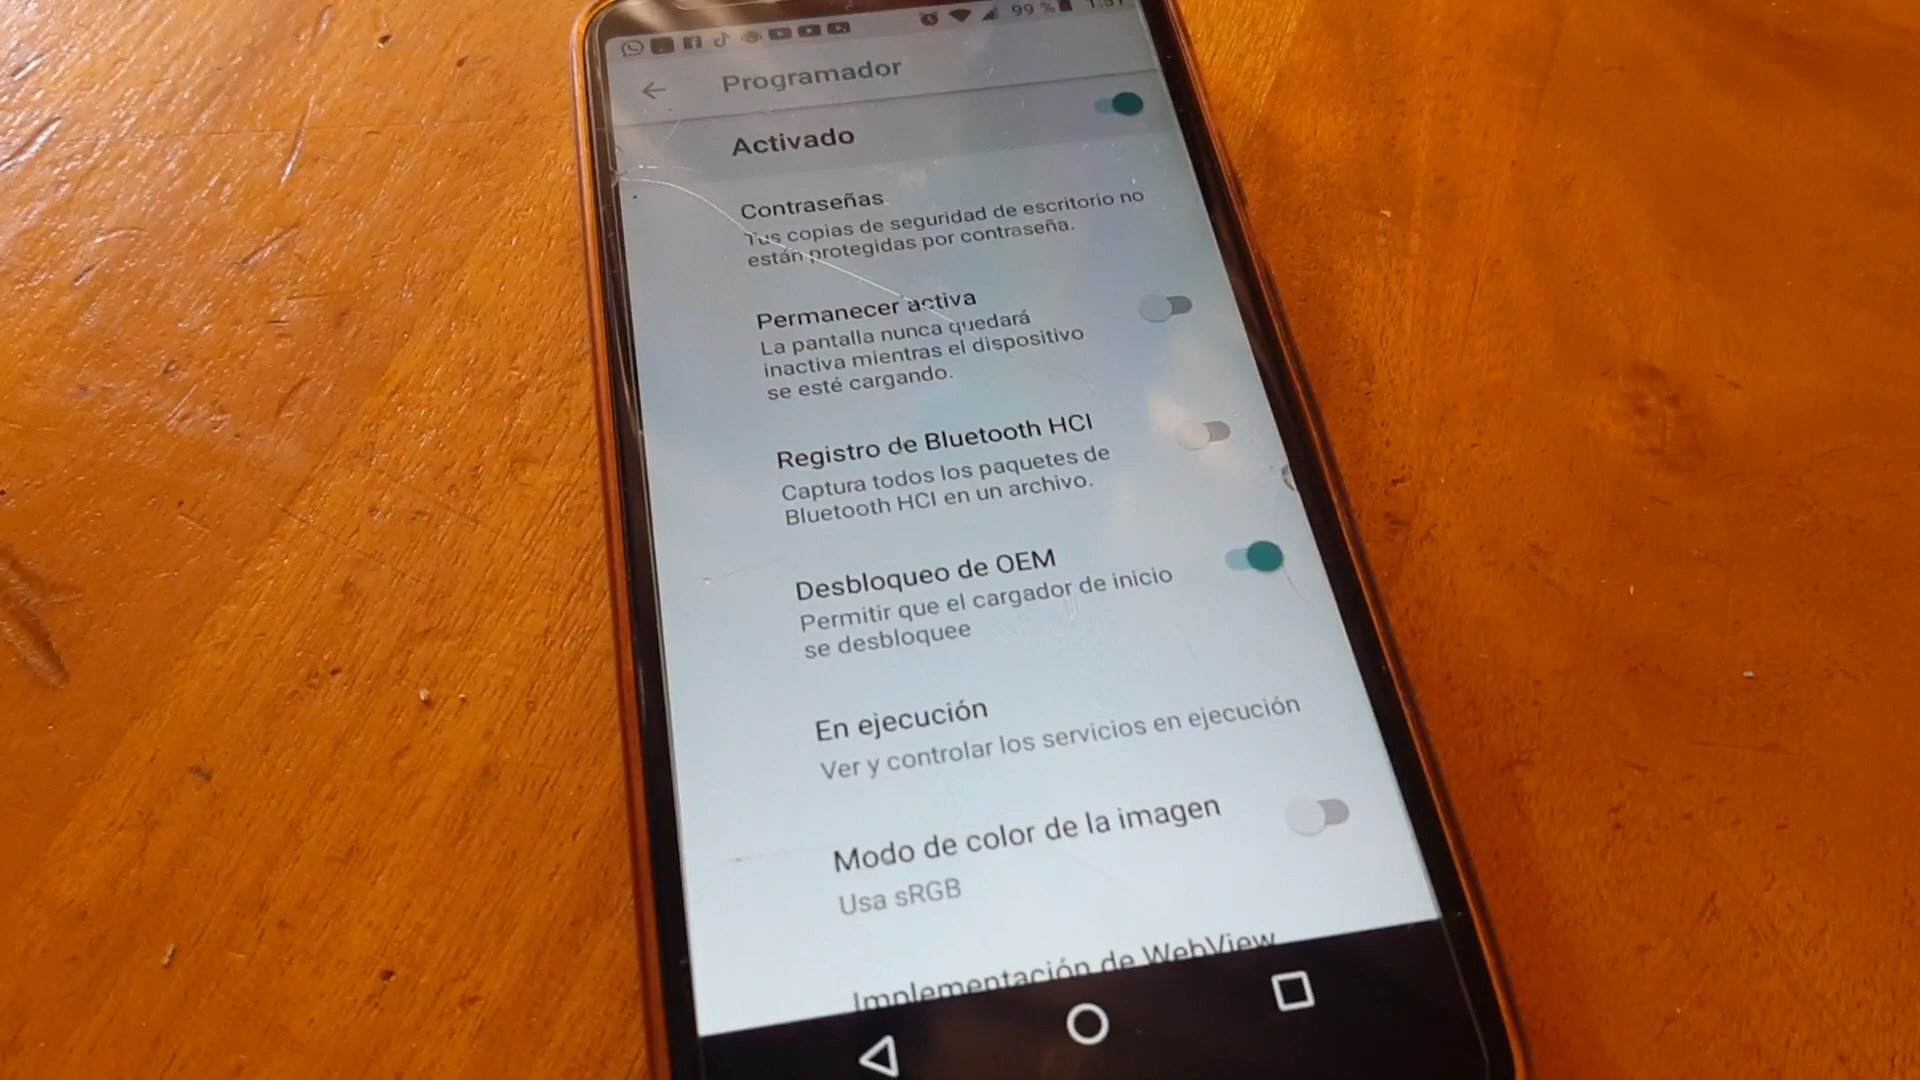 99 % 1:51
Programador
Activado
Contraseñas
Tus copias de seguridad de escritorio no
están protegidas por contraseña.
Permanecer activa
La pantalla nunca quedará
inactiva mientras el dispositivo
se esté cargando.
Registro de Bluetooth HCI
Captura todos los paquetes de
Bluetooth HCI en un archivo.
Desbloqueo de OEM
Permitir que el cargador de inicio
se desbloquee
En ejecución
Ver y controlar los servicios en ejecución
Modo de color de la imagen
Usa sRGB
Implementación de WebView